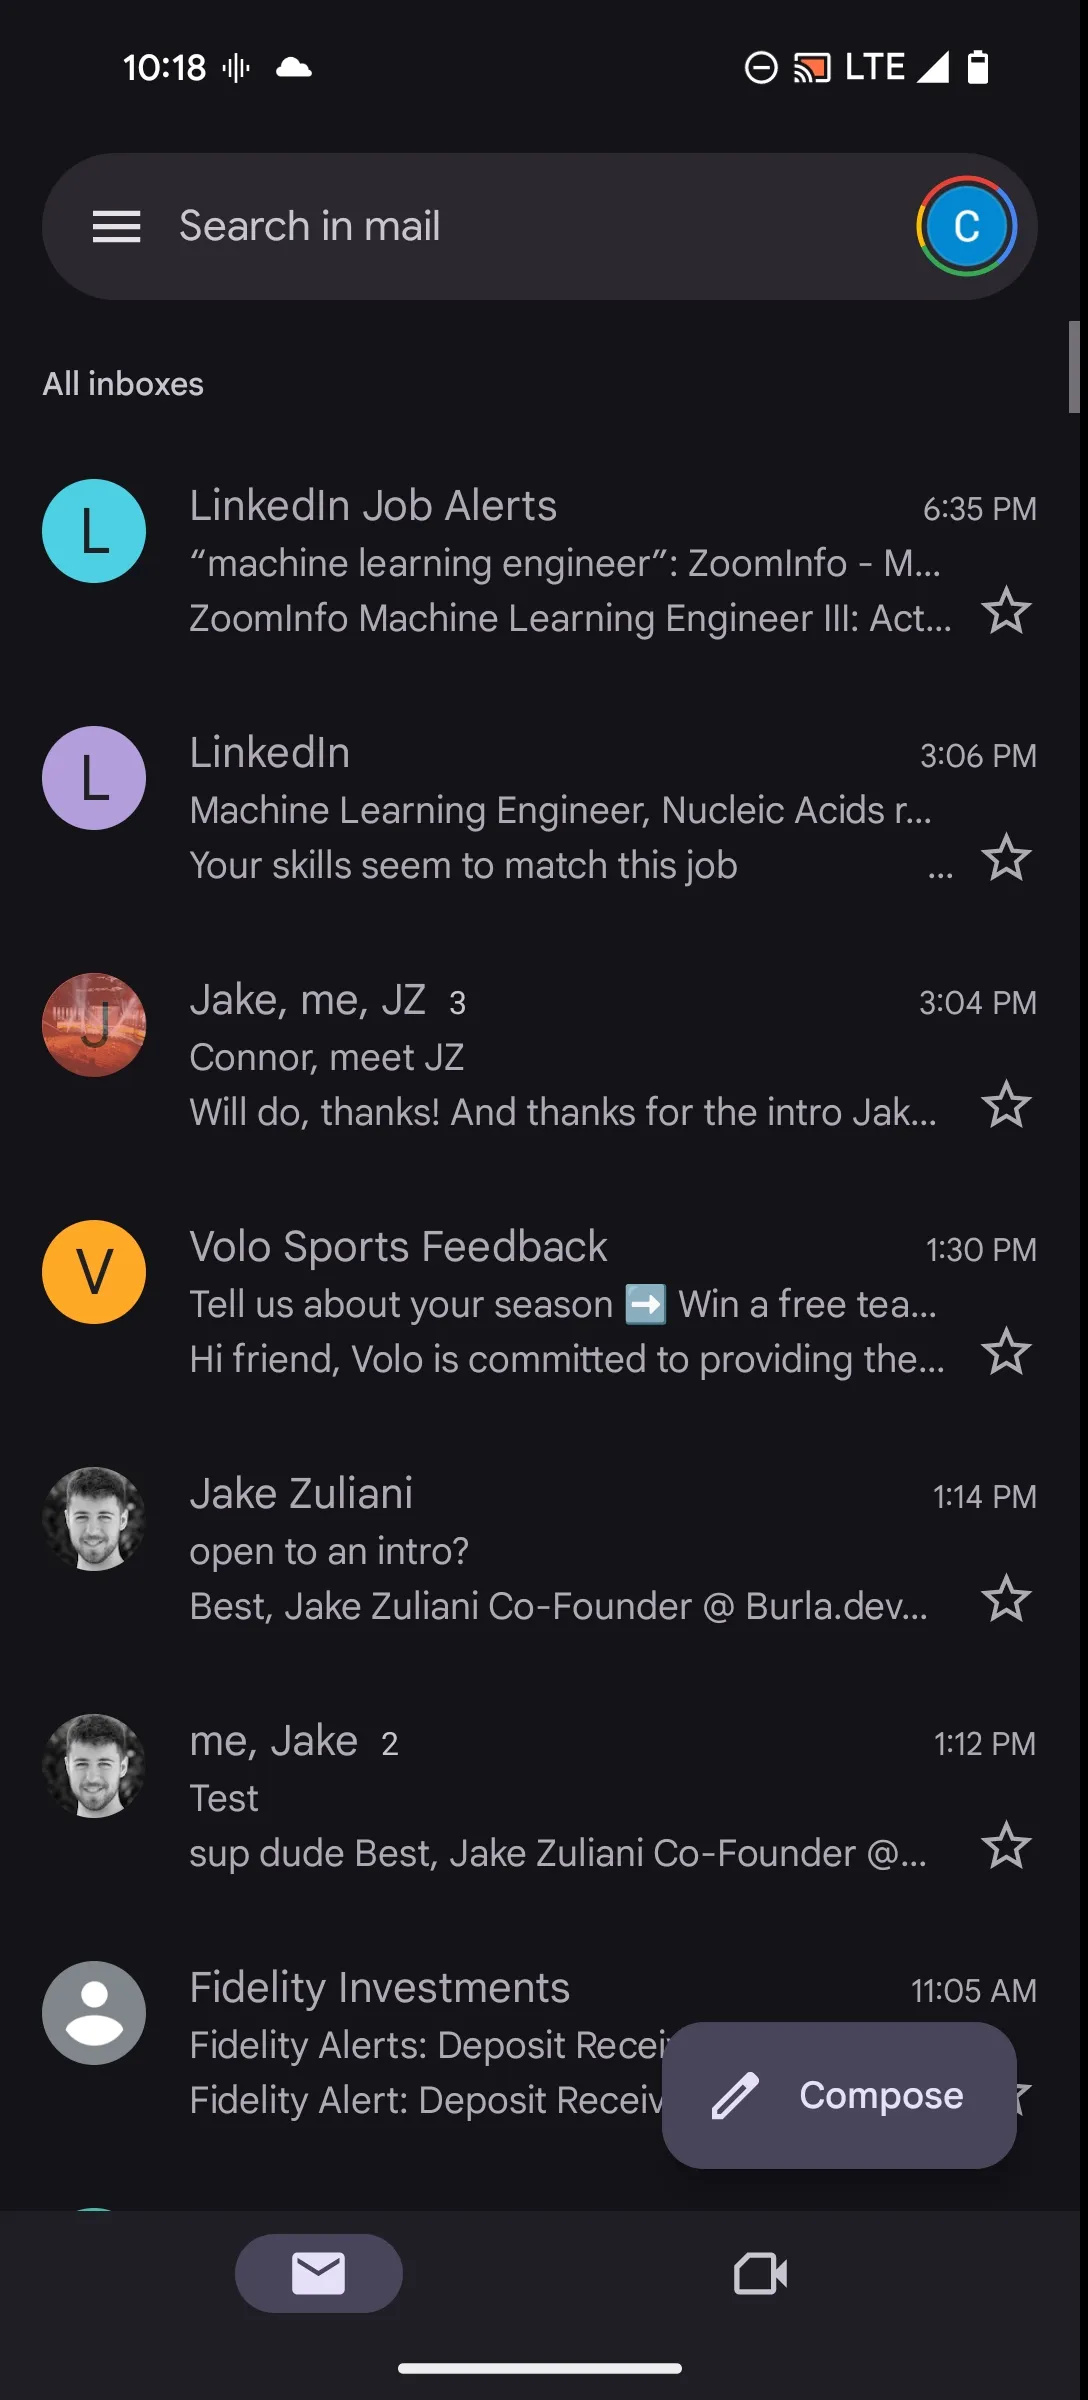 10:18
LTE
Search in mail
C
All inboxes
L
LinkedIn Job Alerts 6:35 PM
“machine learning engineer”: ZoomInfo - M...
ZoomInfo Machine Learning Engineer III: Act...
L
LinkedIn 3:06 PM
Machine Learning Engineer, Nucleic Acids r...
Your skills seem to match this job ...
J
Jake, me, JZ 3 3:04 PM
Connor, meet JZ
Will do, thanks! And thanks for the intro Jak...
V
Volo Sports Feedback 1:30 PM
Tell us about your season ➡️ Win a free tea...
Hi friend, Volo is committed to providing the...
Jake Zuliani 1:14 PM
open to an intro?
Best, Jake Zuliani Co-Founder @ Burla.dev...
me, Jake 2 1:12 PM
Test
sup dude Best, Jake Zuliani Co-Founder @...
Fidelity Investments 11:05 AM
Fidelity Alerts: Deposit
Fidelity Alert: Deposit
Compose